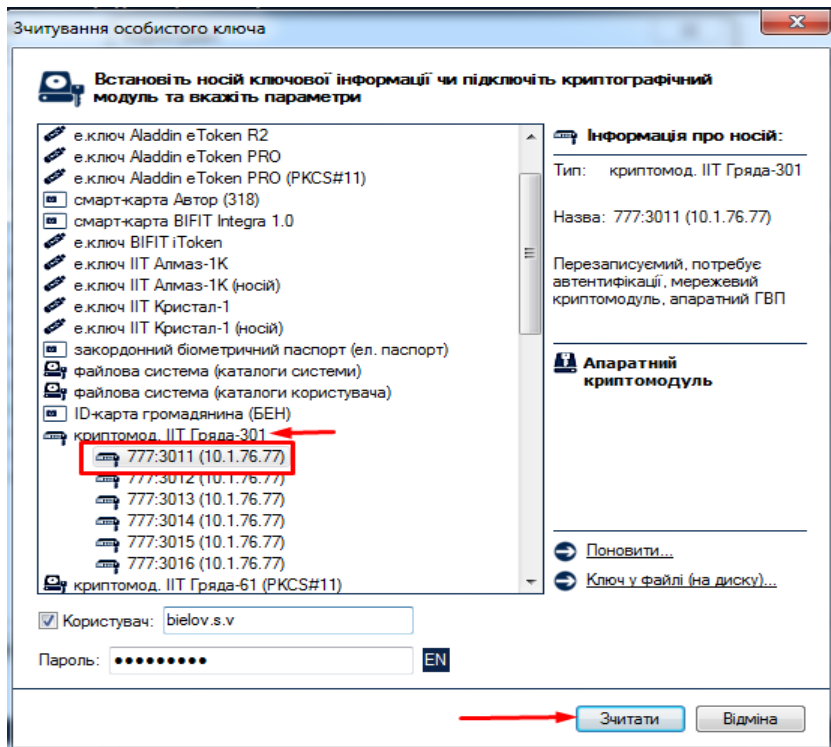 Зчитування особистого ключа
Встановіть носій ключової інформації чи підключіть криптографічний
модуль та вкажіть параметри
е.ключ Aladdin eToken R2
е.ключ Aladdin eToken PRO
е.ключ Aladdin eToken PRO (PKCS#11)
смарт-карта Автор (318)
смарт-карта BIFIT Integra 1.0
е.ключ BIFIT iToken
е.ключ ІІТ Алмаз-1К
е.ключ ІІТ Алмаз-1К (носій)
е.ключ ІІТ Кристал-1
е.ключ ІІТ Кристал-1 (носій)
закордонний біометричний паспорт (ел. паспорт)
файлова система (каталоги системи)
файлова система (каталоги користувача)
ID-карта громадянина (БЕН)
криптомод. ІІТ Гряда-301
777:3011 (10.1.76.77)
777:3012 (10.1.76.77)
777:3013 (10.1.76.77)
777:3014 (10.1.76.77)
777:3015 (10.1.76.77)
777:3016 (10.1.76.77)
криптомод. ІІТ Гряда-61 (PKCS#11)
Інформація про носій:
Тип: криптомод. ІІТ Гряда-301
Назва: 777:3011 (10.1.76.77)
Перезаписуємий, потребує
автентифікації, мережевий
криптомодуль, апаратний ГВП
Апаратний
криптомодуль
Поновити...
Ключ у файлі (на диску)...
Користувач: bielov.s.v
Пароль: •••••••••
EN
Зчитати
Відміна